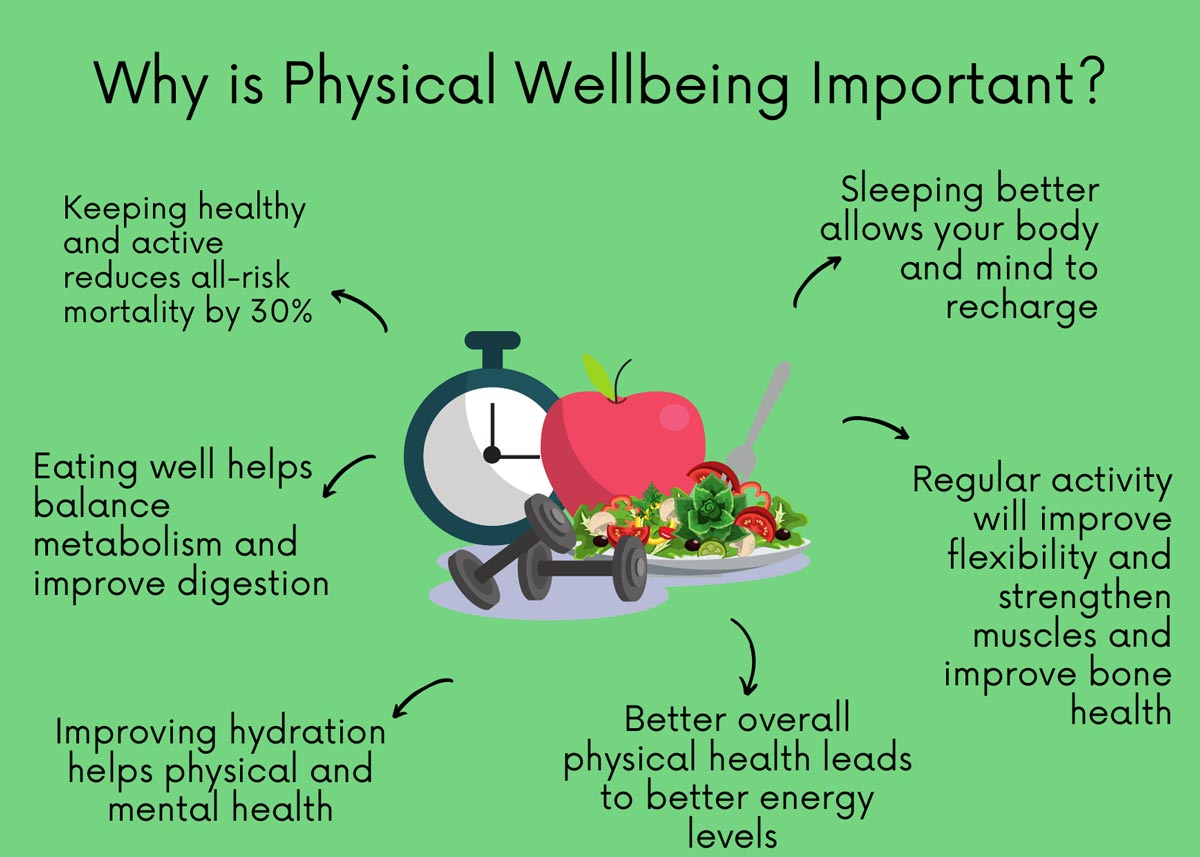 Why is Physical Wellbeing Important?
Keeping healthy
and active
reduces all-risk
mortality by 30%
Sleeping better
allows your body
and mind to
recharge
Eating well helps
balance
metabolism and
improve digestion
Regular activity
will improve
flexibility and
strengthen
muscles and
improve bone
health
Improving hydration
helps physical and
mental health
Better overall
physical health leads
to better energy
levels